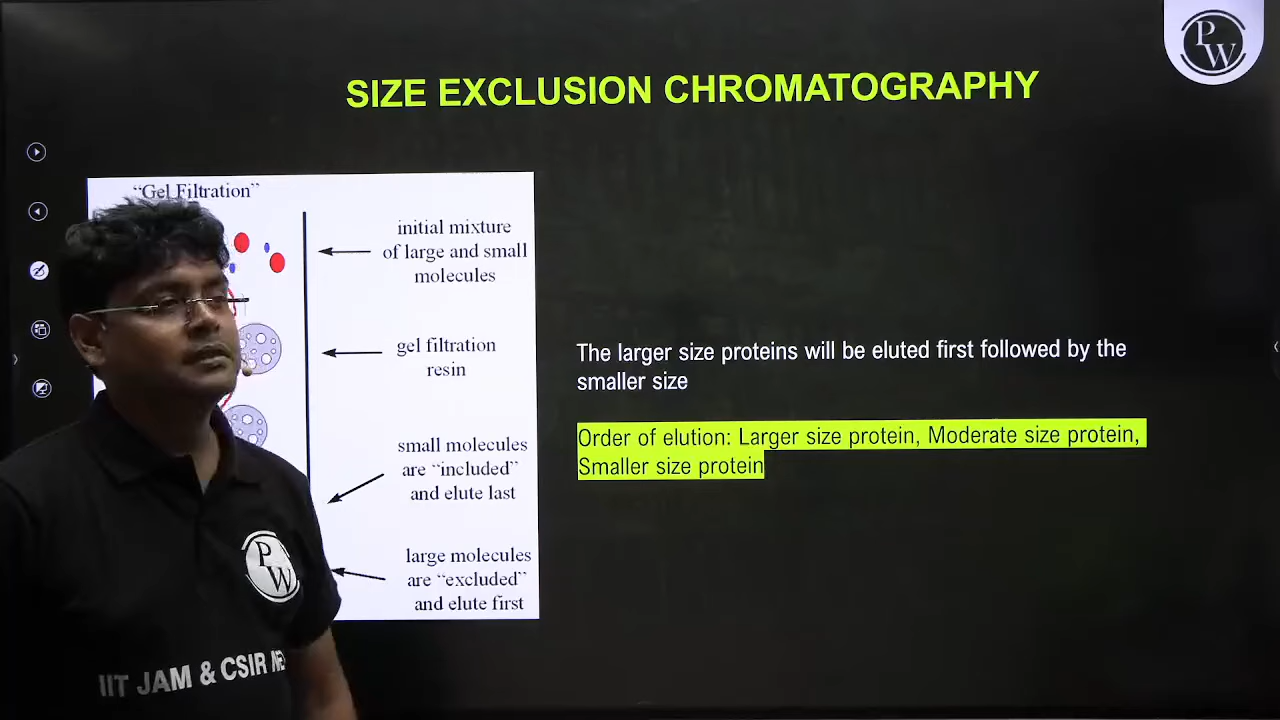 P
W
SIZE EXCLUSION CHROMATOGRAPHY
“Gel Filtration”
initial mixture
of large and small
molecules
gel filtration
resin
small molecules
are “included”
and elute last
large molecules
are “excluded”
and elute first
The larger size proteins will be eluted first followed by the
smaller size
Order of elution: Larger size protein, Moderate size protein,
Smaller size protein
P
W
IIT JAM & CSIR NET